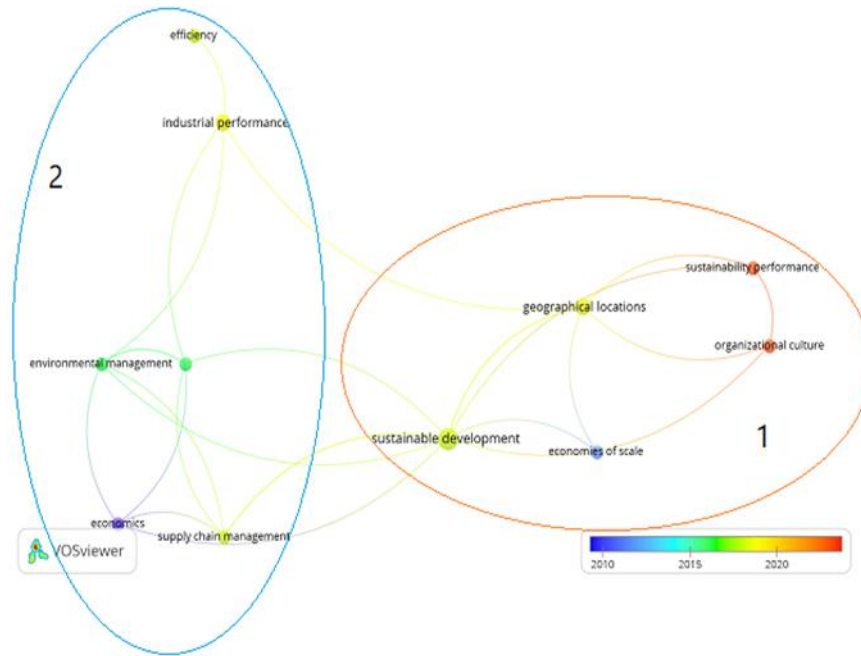 efficiency
industrial performance
2
sustainability performance
geographical locations
organizational culture
environmental management
sustainable development
economies of scale
1
economics
supply chain management
VOSviewer
2010 2015 2020